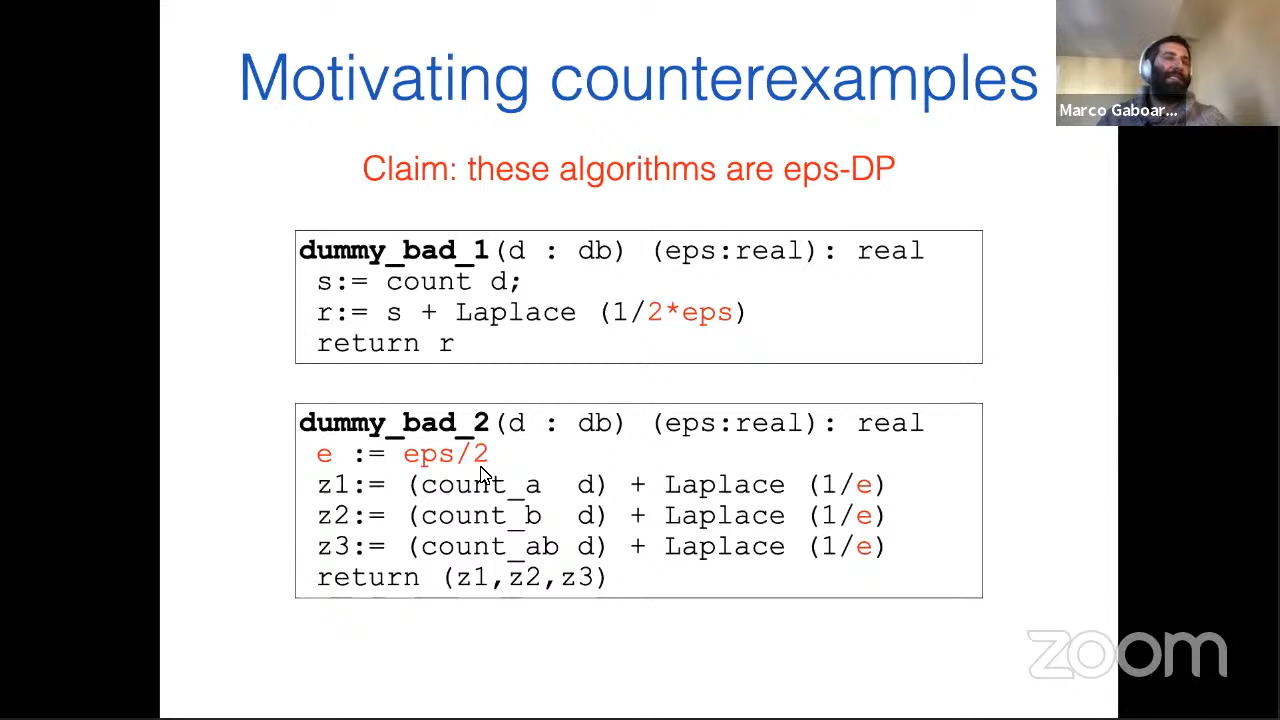 Motivating counterexamples
Marco Gaboar...
Claim: these algorithms are eps-DP
dummy_bad_1(d : db) (eps:real): real
s:= count d;
r:= s + Laplace (1/2*eps)
return r
dummy_bad_2(d : db) (eps:real): real
e := eps/2
z1:= (count_a d) + Laplace (1/e)
z2:= (count_b d) + Laplace (1/e)
z3:= (count_ab d) + Laplace (1/e)
return (z1,z2,z3)
zoom